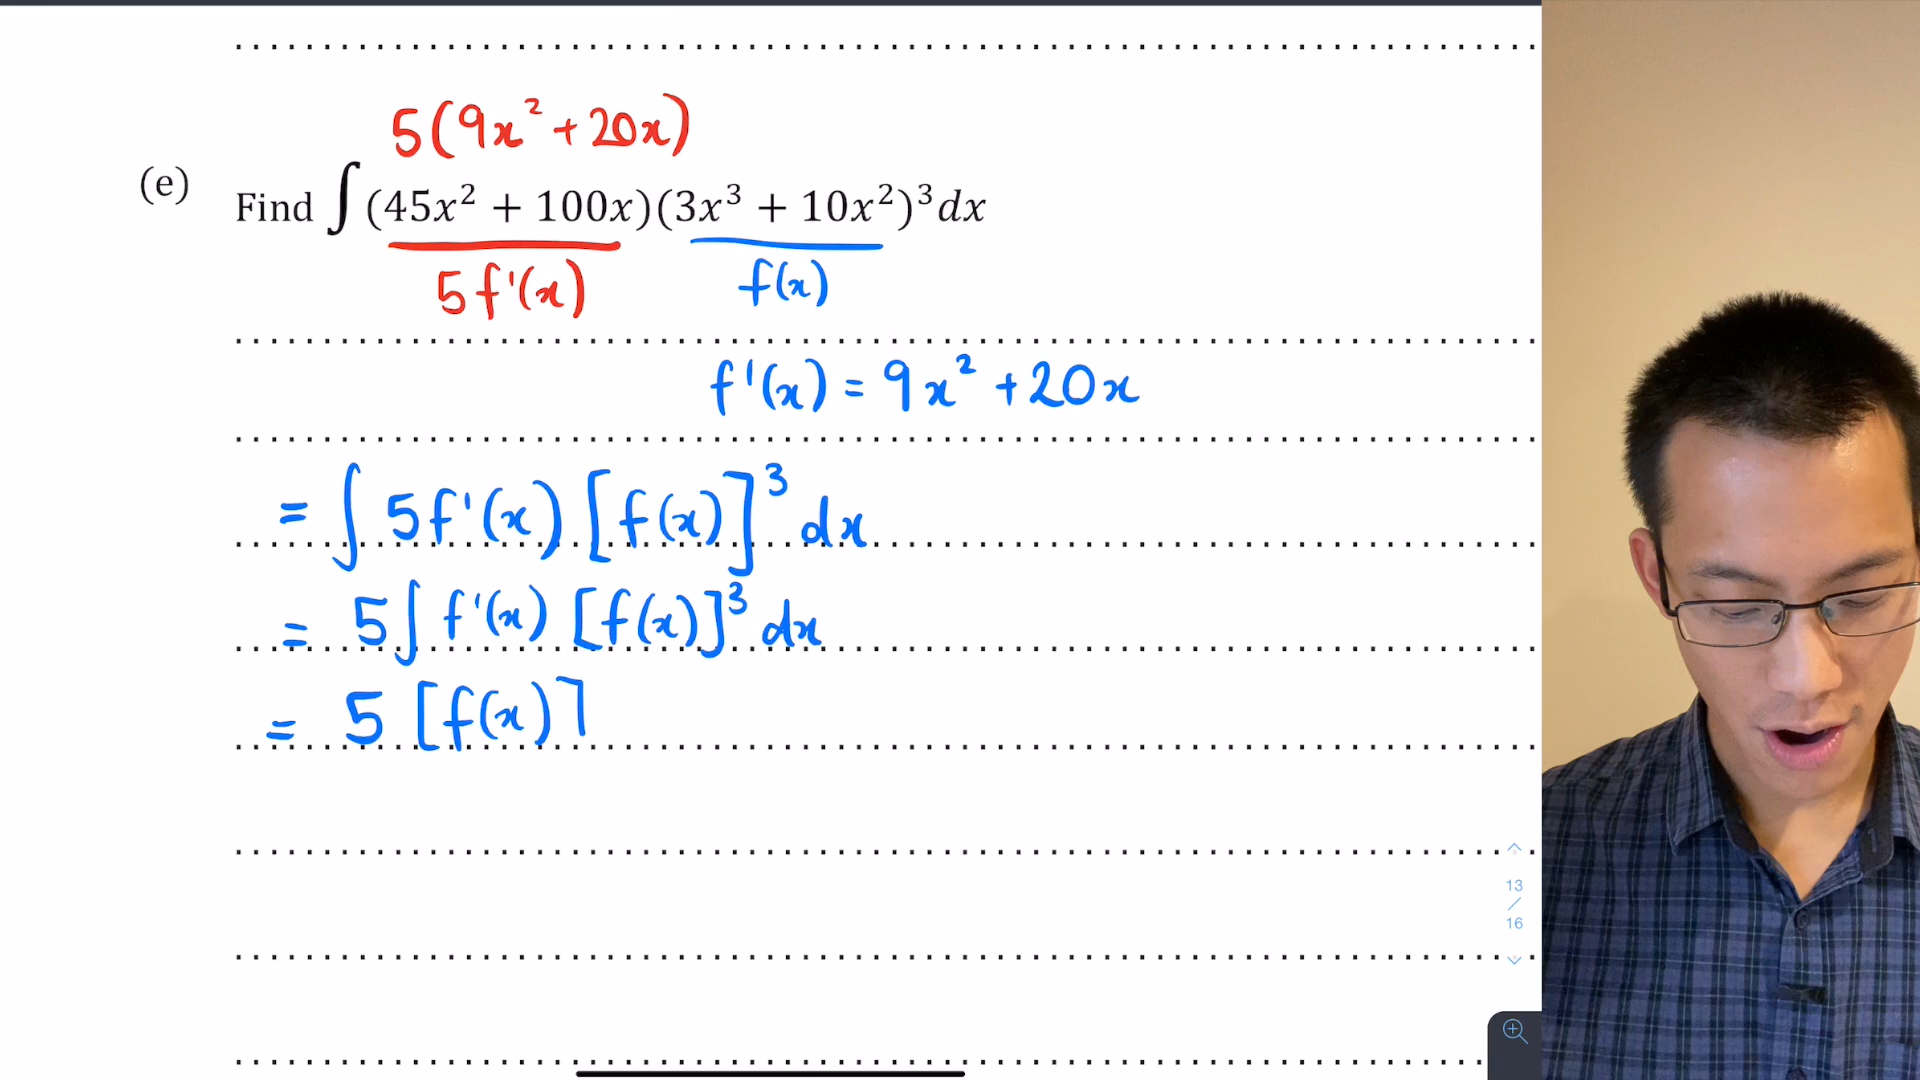 5(9x² + 20x)
(e) Find ∫(45x² + 100x)(3x³ + 10x²)³dx
5f'(x) f(x)
f'(x) = 9x² + 20x
= ∫ 5f'(x) [f(x)]³ dx
= 5∫ f'(x) [f(x)]³ dx
= 5 [f(x)]
13
/
16